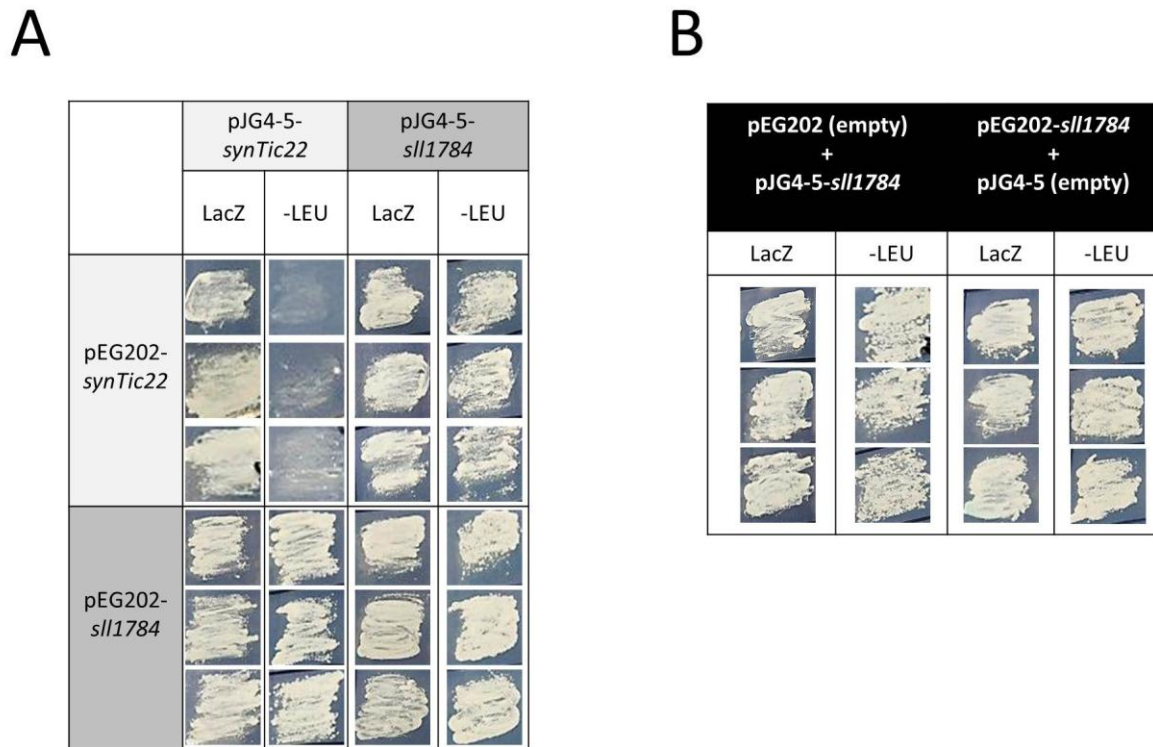 A
B
pJG4-5-
synTic22
pJG4-5-
sll1784
LacZ
-LEU
LacZ
-LEU
pEG202-
synTic22
pEG202-
sll1784
pEG202 (empty)
+
pJG4-5-sll1784
pEG202-sll1784
+
pJG4-5 (empty)
LacZ
-LEU
LacZ
-LEU